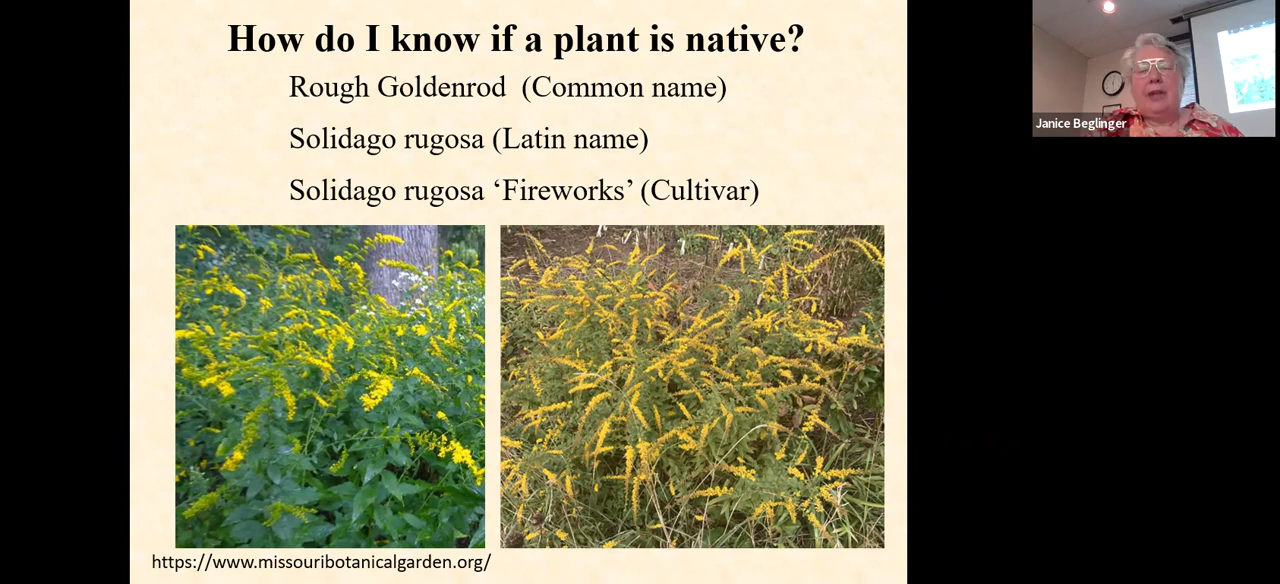 How do I know if a plant is native?
Rough Goldenrod (Common name)
Solidago rugosa (Latin name)
Solidago rugosa ‘Fireworks’ (Cultivar)
https://www.missouribotanicalgarden.org/
Janice Beglinger